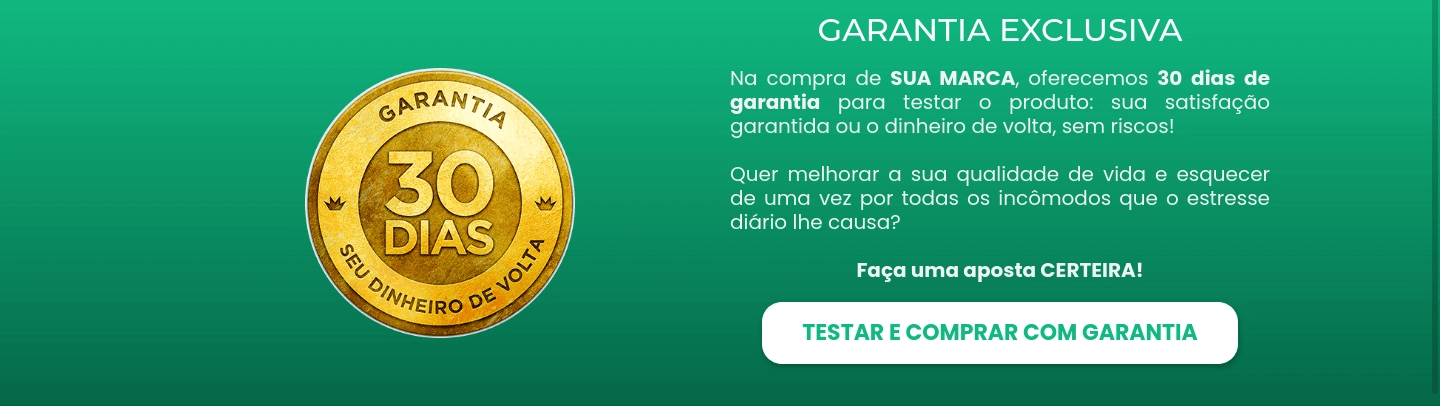 GARANTIA
30
DIAS
SEU DINHEIRO DE VOLTA
GARANTIA EXCLUSIVA
Na compra de SUA MARCA, oferecemos 30 dias de
garantia para testar o produto: sua satisfação
garantida ou o dinheiro de volta, sem riscos!
Quer melhorar a sua qualidade de vida e esquecer
de uma vez por todas os incômodos que o estresse
diário lhe causa?
Faça uma aposta CERTEIRA!
TESTAR E COMPRAR COM GARANTIA